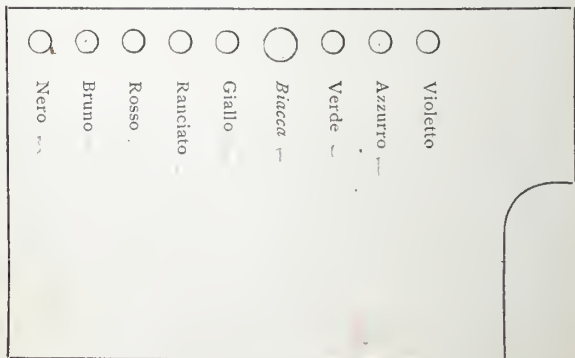 Violetto
Azzurro
Verde
Biacca
Giallo
Ranciato
Rosso
Bruno
Nero